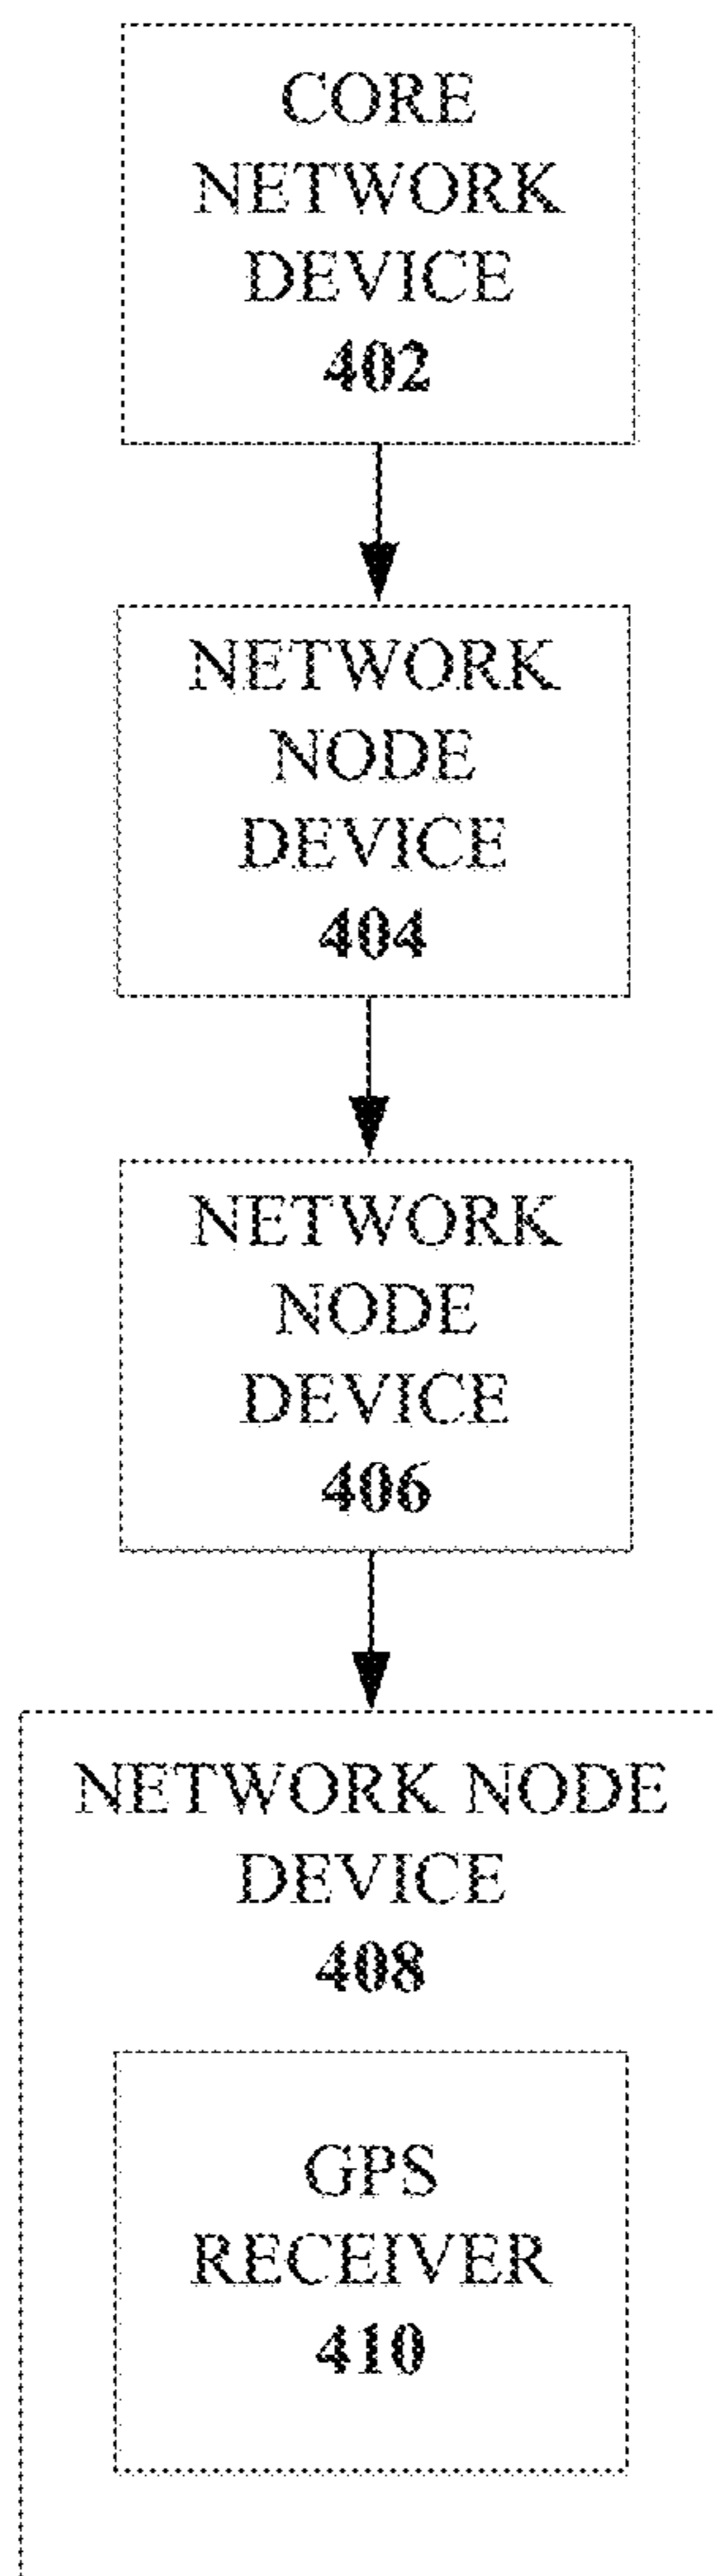 CORE
NETWORK
DEVICE
402
NETWORK
NODE
DEVICE
404
NETWORK
NODE
DEVICE
406
NETWORK NODE
DEVICE
408
GPS
RECEIVER
410